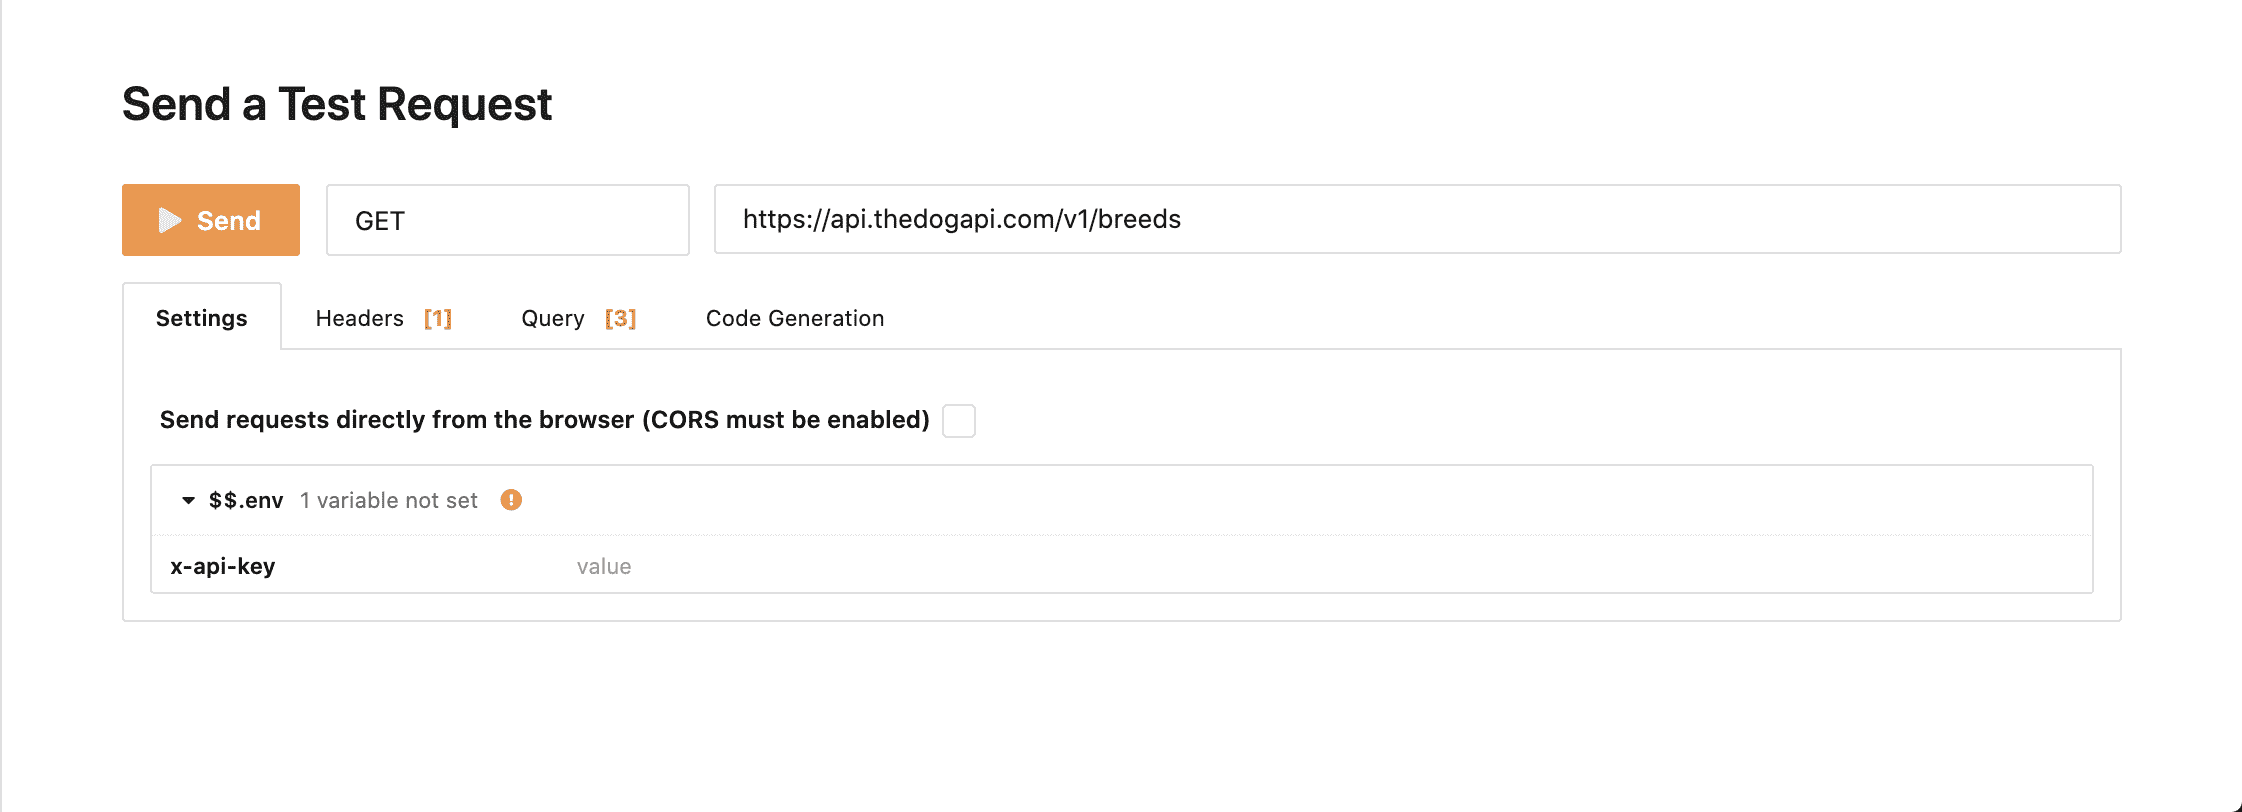 Send a Test Request
Send GET https://api.thedogapi.com/v1/breeds
Settings Headers [1] Query [3] Code Generation
Send requests directly from the browser (CORS must be enabled)
$$.env 1 variable not set !
x-api-key value